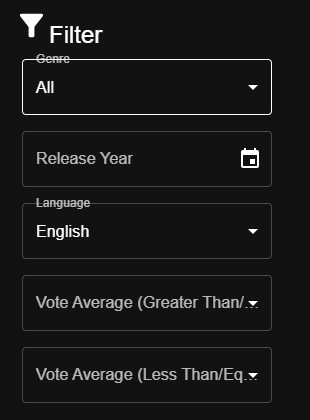 Filter
Genre
All
Release Year
Language
English
Vote Average (Greater Than/...
Vote Average (Less Than/Eq...